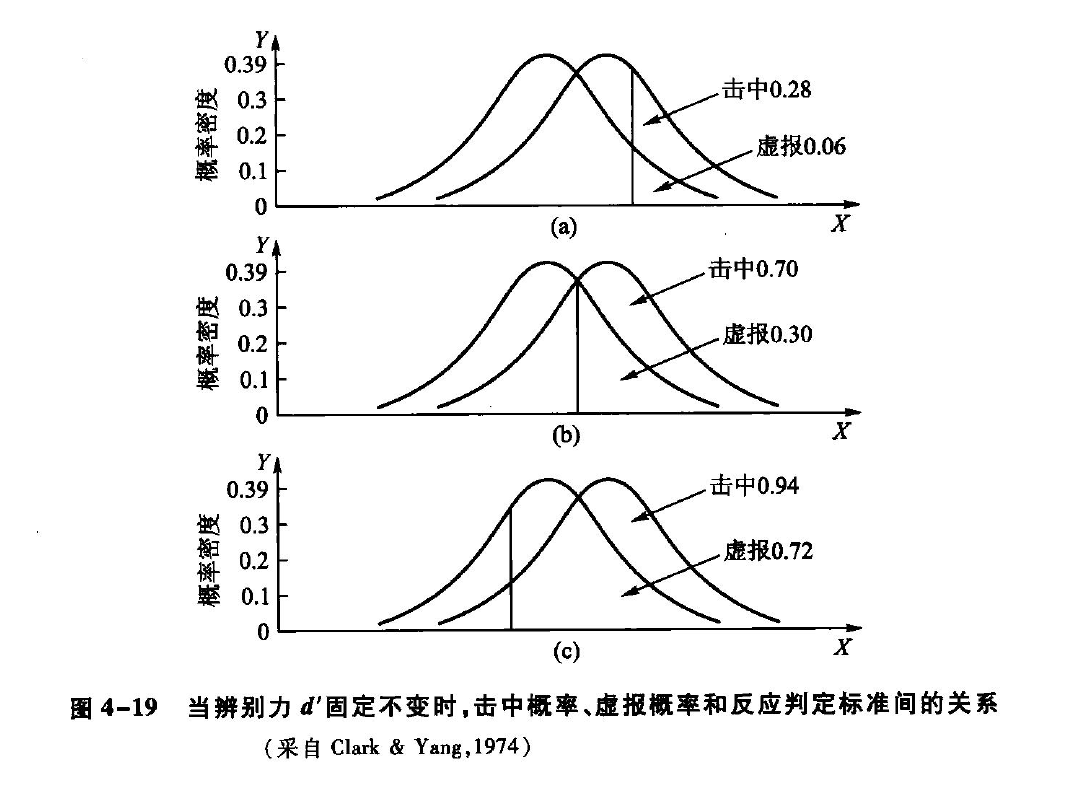 Y
0.39
0.3
0.2
0.1
0
概率密度
击中0.28
虚报0.06
X
(a)
Y
0.39
0.3
0.2
0.1
0
概率密度
击中0.70
虚报0.30
X
(b)
Y
0.39
0.3
0.2
0.1
0
概率密度
击中0.94
虚报0.72
X
(c)
图 4-19 当辨别力 d′固定不变时,击中概率、虚报概率和反应判定标准间的关系
(采自 Clark & Yang,1974)